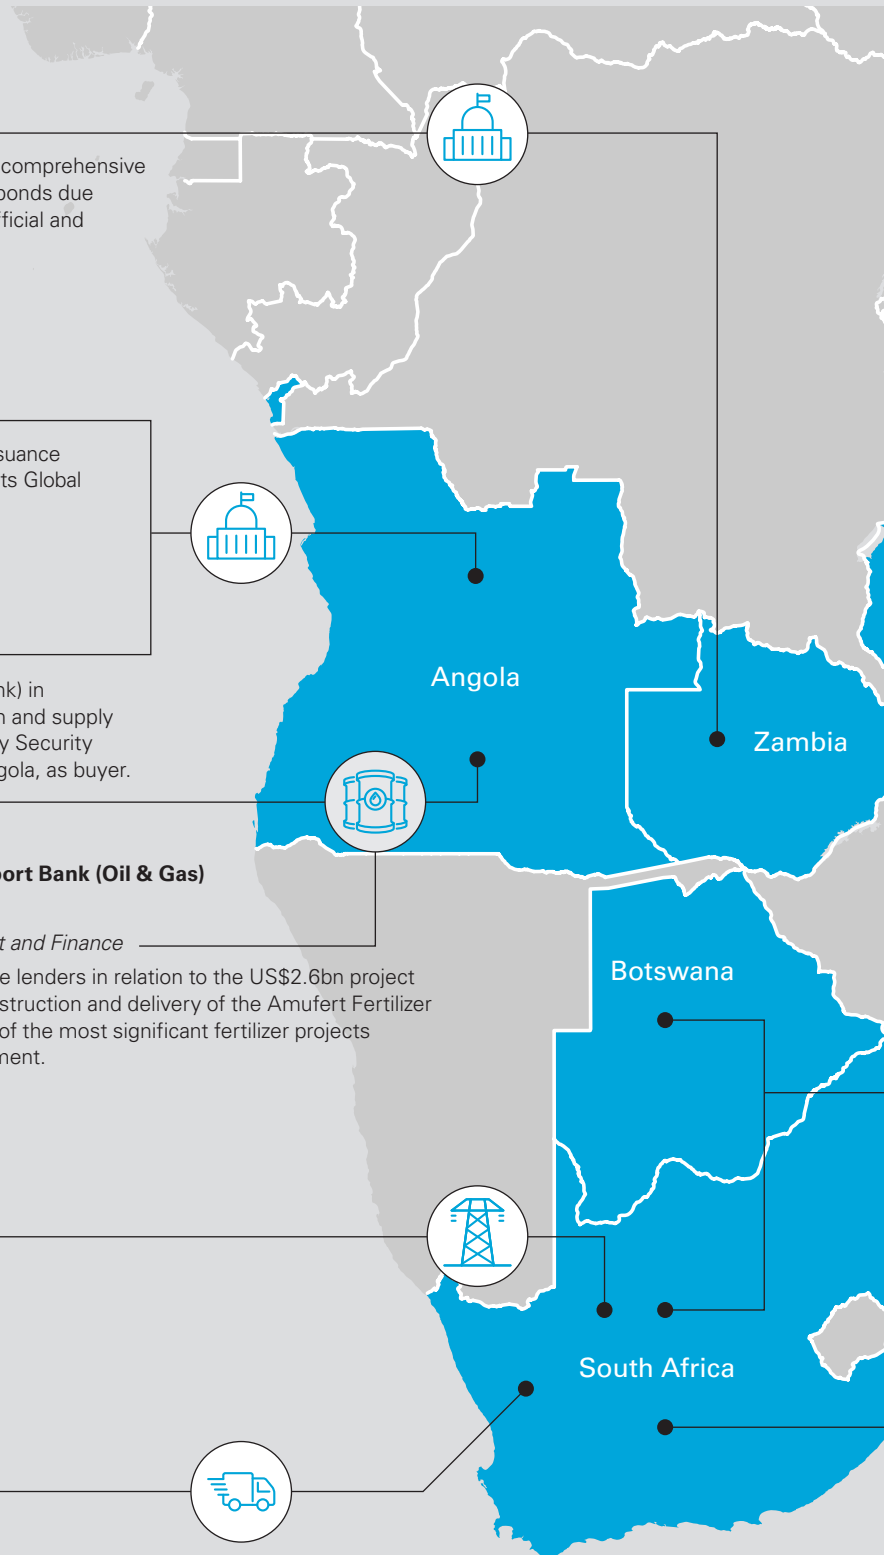 comprehensive
bonds due
fficial and
suance
ts Global
Angola
nk) in
n and supply
y Security
gola, as buyer.
Zambia
port Bank (Oil & Gas)
t and Finance
e lenders in relation to the US$2.6bn project
struction and delivery of the Amufert Fertilizer
of the most significant fertilizer projects
ment.
Botswana
South Africa